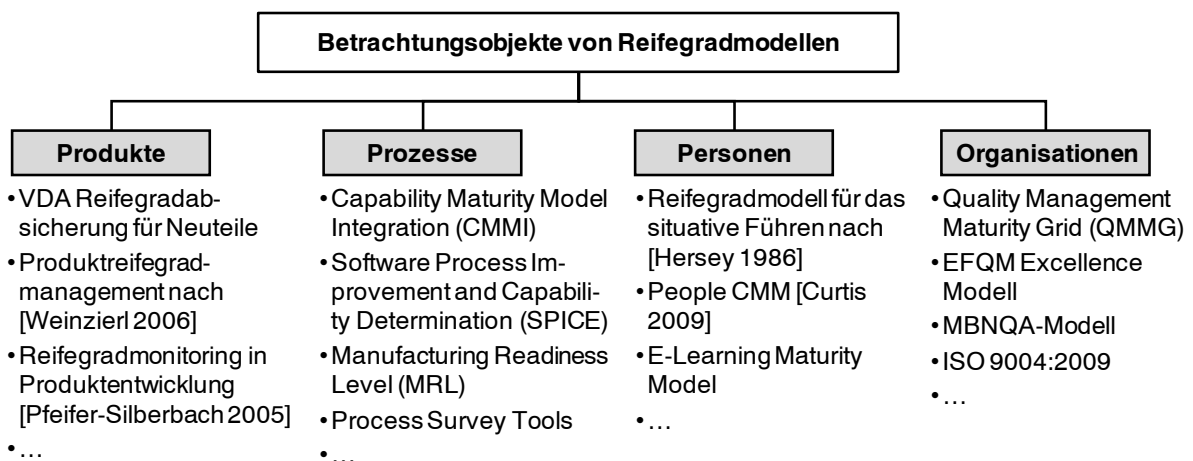 Betrachtungsobjekte von Reifegradmodellen
Produkte
•VDA Reifegradab-
sicherung für Neuteile
•Produktreifegrad-
management nach
[Weinzierl 2006]
•Reifegradmonitoring in
Produktentwicklung
[Pfeifer-Silberbach 2005]
•…
Prozesse
•Capability Maturity Model
Integration (CMMI)
•Software Process Im-
provement and Capabili-
ty Determination (SPICE)
•Manufacturing Readiness
Level (MRL)
•Process Survey Tools
•…
Personen
•Reifegradmodell für das
situative Führen nach
[Hersey 1986]
•People CMM [Curtis
2009]
•E-Learning Maturity
Model
•…
Organisationen
•Quality Management
Maturity Grid (QMMG)
•EFQM Excellence
Modell
•MBNQA-Modell
•ISO 9004:2009
•…